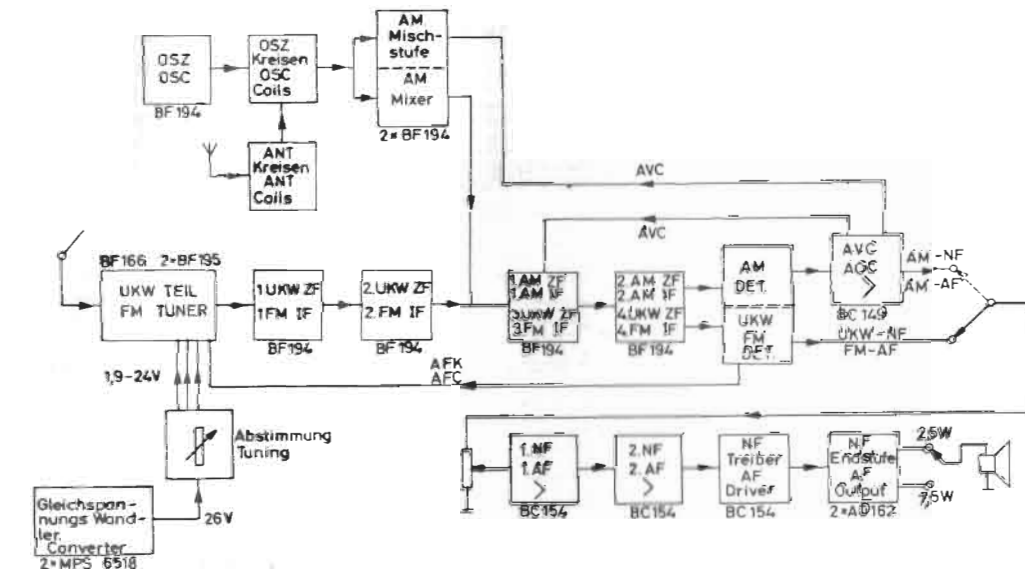 OSZ
OSC
BF194
OSZ
Kreisen
OSC
Coils
AM
Mischstufe
AM
Mixer
2×BF194
ANT
Kreisen
ANT
Coils
AVC
AVC
BF166 2×BF195
UKW TEIL
FM TUNER
1.UKW ZF
1.FM IF
BF194
2.UKW ZF
2.FM IF
BF194
1.AM ZF
1.AM IF
3.UKW ZF
3.FM IF
BF194
2.AM ZF
2.AM IF
4.UKW ZF
4.FM IF
BF194
AM
DET.
UKW
FM
DET.
AVC
AGC
>
BC149
AM-NF
AM-AF
UKW-NF
FM-AF
1,9-24V
AFK
AFC
Abstimmung
Tuning
26V
Gleichspan-
nungs Wand-
ler.
Converter
2×MPS 6518
1.NF
1.AF
>
BC154
2.NF
2.AF
>
BC154
NF
Treiber
AF
Driver
BC154
NF
Endstufe
AF
Output
2×AD162
2,5W
7,5W